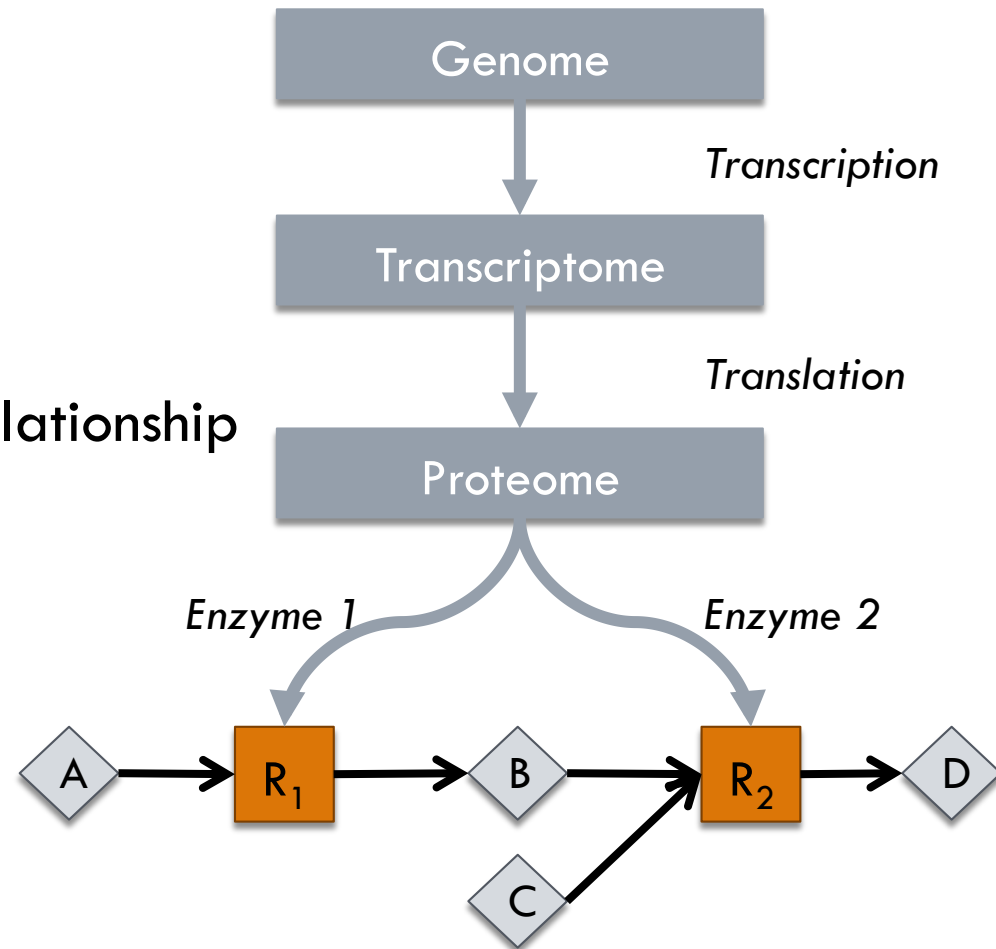 Genome
Transcription
Transcriptome
Translation
lationship
Proteome
Enzyme 1
Enzyme 2
A
R₁
B
R₂
D
C